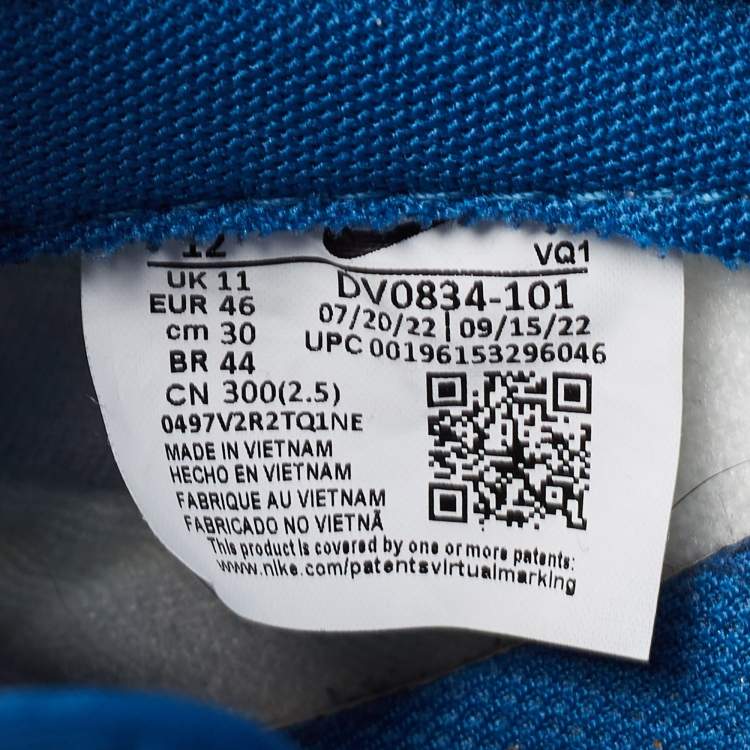 12
VQ1
UK 11
EUR 46
cm 30
BR 44
CN 300(2.5)
0497V2R2TQ1NE
DV0834-101
07/20/22 | 09/15/22
UPC 00196153296046
MADE IN VIETNAM
HECHO EN VIETNAM
FABRIQUE AU VIETNAM
FABRICADO NO VIETNÃ
This product is covered by one or more patents:
www.nike.com/patentsvirtualmarking